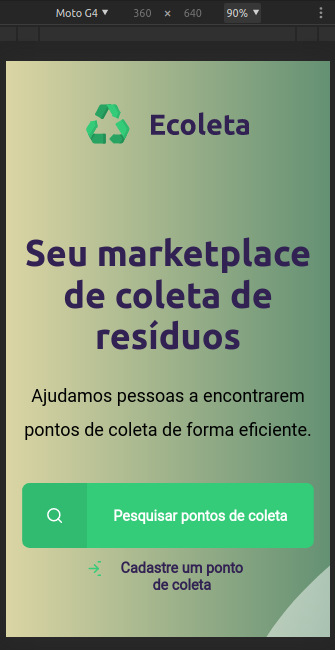 Moto G4 ▼ 360 × 640 90% ▼
Ecoleta
Seu marketplace
de coleta de
resíduos
Ajudamos pessoas a encontrarem
pontos de coleta de forma eficiente.
Pesquisar pontos de coleta
Cadastre um ponto
de coleta